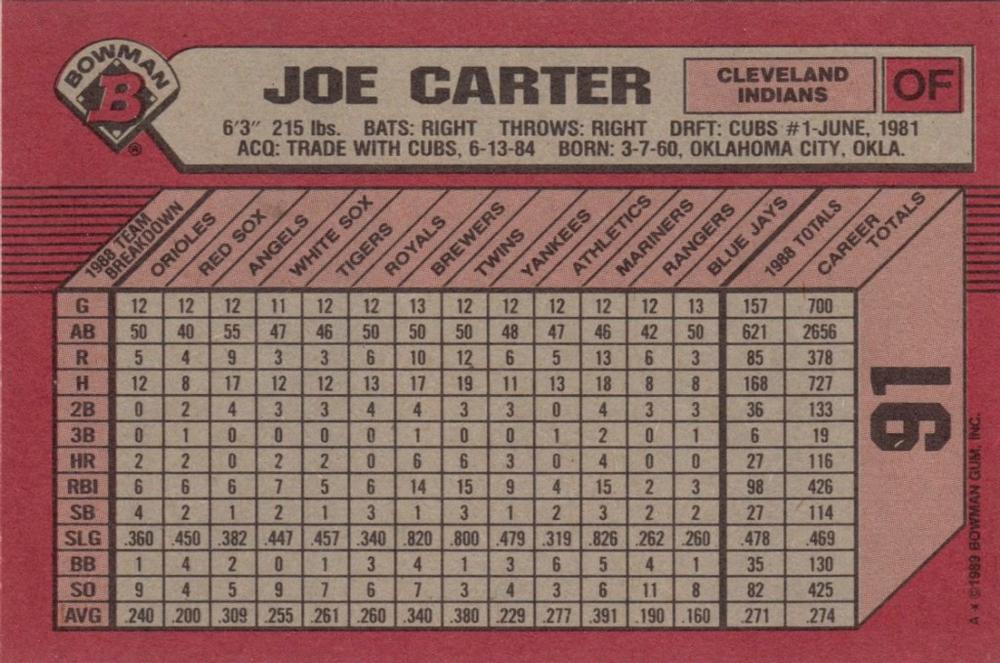 BOWMAN
B
®
JOE CARTER
CLEVELAND
INDIANS
OF
6'3" 215 lbs. BATS: RIGHT THROWS: RIGHT DRFT: CUBS #1-JUNE, 1981
ACQ: TRADE WITH CUBS, 6-13-84 BORN: 3-7-60, OKLAHOMA CITY, OKLA.
1988 TEAM BREAKDOWN ORIOLES RED SOX ANGELS WHITE SOX TIGERS ROYALS BREWERS TWINS YANKEES ATHLETICS MARINERS RANGERS BLUE JAYS 1988 TOTALS CAREER TOTALS
G 12 12 12 11 12 12 13 12 12 12 12 12 13 157 700
AB 50 40 55 47 46 50 50 50 48 47 46 42 50 621 2656
R 5 4 9 3 3 6 10 12 6 5 13 6 3 85 378
H 12 8 17 12 12 13 17 19 11 13 18 8 8 168 727
2B 0 2 4 3 3 4 4 3 3 0 4 3 3 36 133
3B 0 1 0 0 0 0 1 0 0 1 2 0 1 6 19
HR 2 2 0 2 2 0 6 6 3 0 4 0 0 27 116
RBI 6 6 6 7 5 6 14 15 9 4 15 2 3 98 426
SB 4 2 1 2 1 3 1 3 1 2 3 2 2 27 114
SLG .360 .450 .382 .447 .457 .340 .820 .800 .479 .319 .826 .262 .260 .478 .469
BB 1 4 2 0 1 3 4 1 3 6 5 4 1 35 130
SO 9 4 5 9 7 6 7 3 4 3 6 11 8 82 425
AVG .240 .200 .309 .255 .261 .260 .340 .380 .229 .277 .391 .190 .160 .271 .274
91
A * ©1989 BOWMAN GUM, INC.